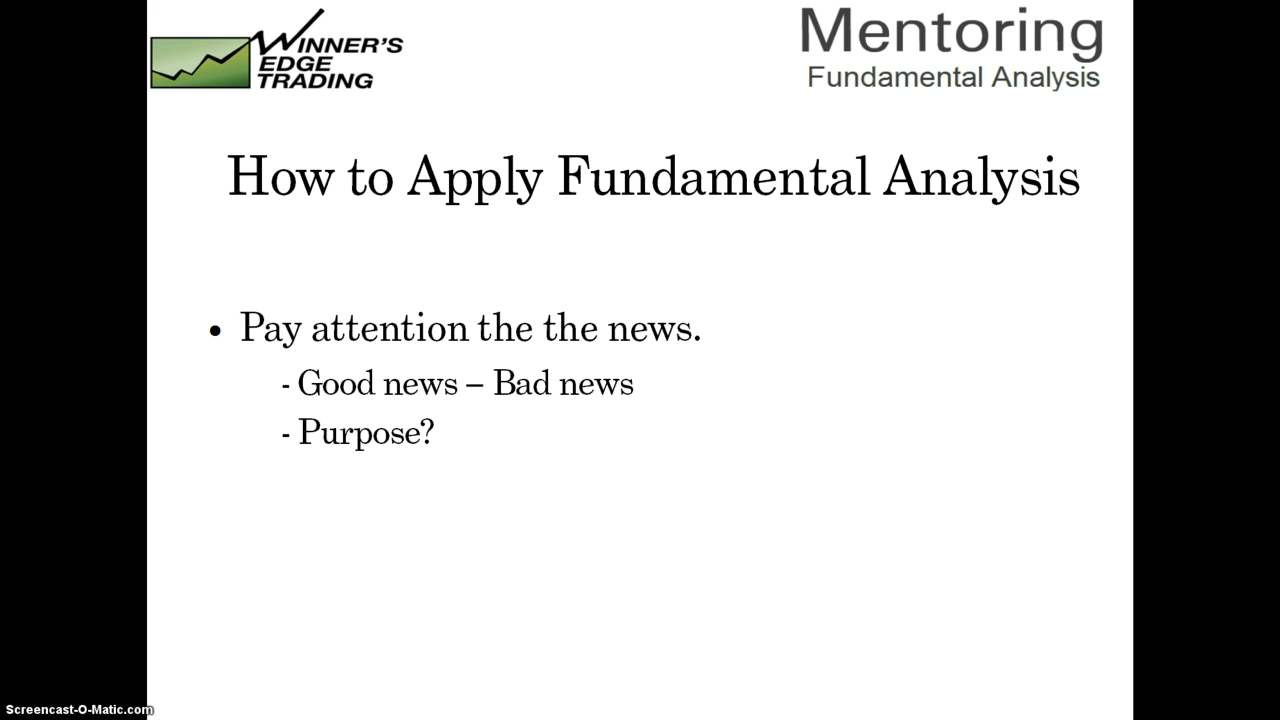 WINNER'S
EDGE
TRADING
Mentoring
Fundamental Analysis
How to Apply Fundamental Analysis
• Pay attention the the news.
- Good news – Bad news
- Purpose?
Screencast-O-Matic.com